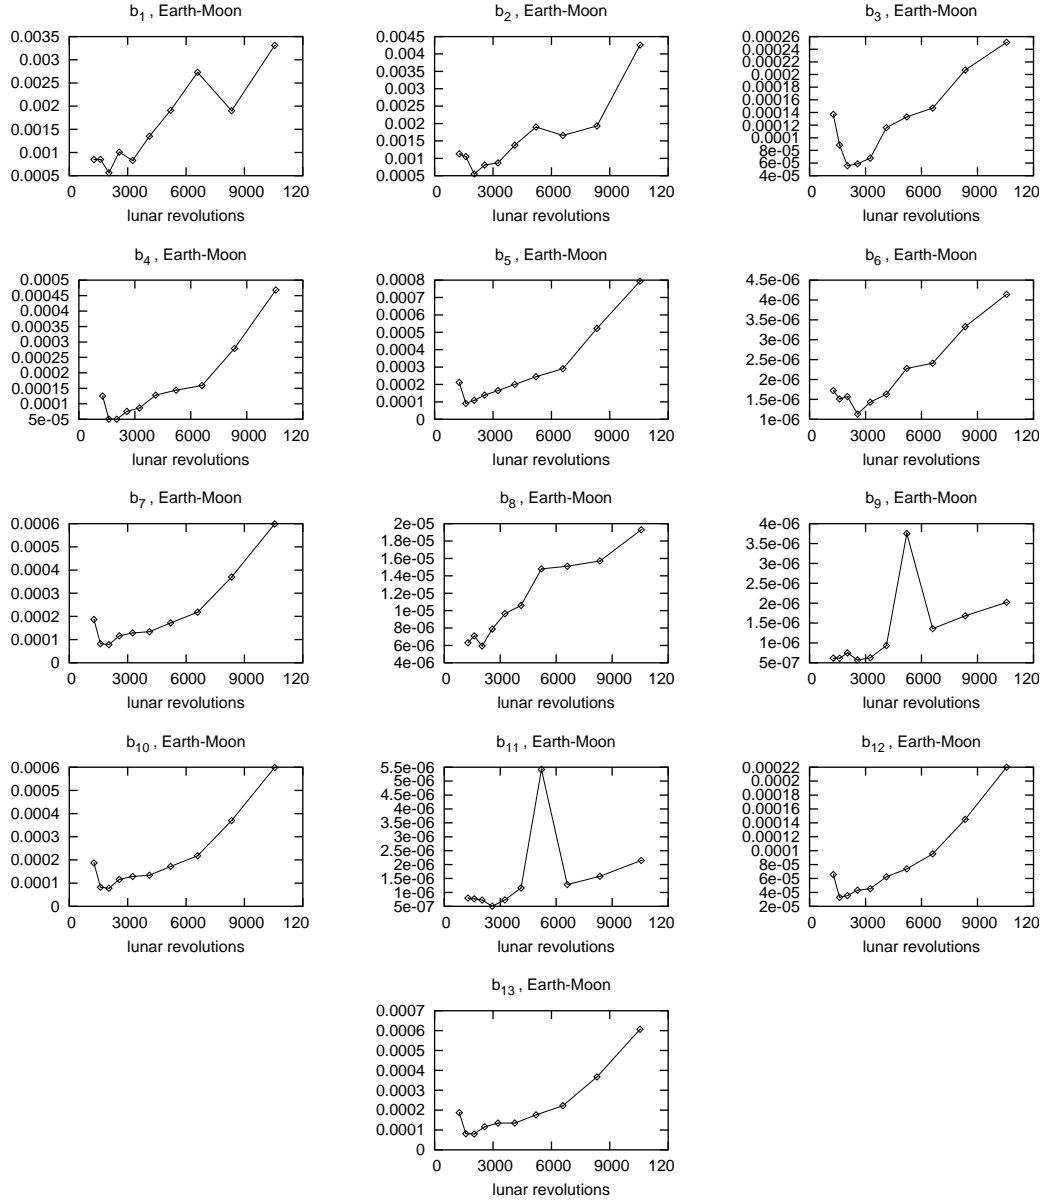 b1 , Earth-Moon
0.0035
0.003
0.0025
0.002
0.0015
0.001
0.0005
0 3000 6000 9000 120
lunar revolutions
b2 , Earth-Moon
0.0045
0.004
0.0035
0.003
0.0025
0.002
0.0015
0.001
0.0005
0 3000 6000 9000 120
lunar revolutions
b3 , Earth-Moon
0.00026
0.00024
0.00022
0.0002
0.00018
0.00016
0.00014
0.00012
0.0001
8e-05
6e-05
4e-05
0 3000 6000 9000 120
lunar revolutions
b4 , Earth-Moon
0.0005
0.00045
0.0004
0.00035
0.0003
0.00025
0.0002
0.00015
0.0001
5e-05
0 3000 6000 9000 120
lunar revolutions
b5 , Earth-Moon
0.0008
0.0007
0.0006
0.0005
0.0004
0.0003
0.0002
0.0001
0
0 3000 6000 9000 120
lunar revolutions
b6 , Earth-Moon
4.5e-06
4e-06
3.5e-06
3e-06
2.5e-06
2e-06
1.5e-06
1e-06
0 3000 6000 9000 120
lunar revolutions
b7 , Earth-Moon
0.0006
0.0005
0.0004
0.0003
0.0002
0.0001
0
0 3000 6000 9000 120
lunar revolutions
b8 , Earth-Moon
2e-05
1.8e-05
1.6e-05
1.4e-05
1.2e-05
1e-05
8e-06
6e-06
4e-06
0 3000 6000 9000 120
lunar revolutions
b9 , Earth-Moon
4e-06
3.5e-06
3e-06
2.5e-06
2e-06
1.5e-06
1e-06
5e-07
0 3000 6000 9000 120
lunar revolutions
b10 , Earth-Moon
0.0006
0.0005
0.0004
0.0003
0.0002
0.0001
0
0 3000 6000 9000 120
lunar revolutions
b11 , Earth-Moon
5.5e-06
5e-06
4.5e-06
4e-06
3.5e-06
3e-06
2.5e-06
2e-06
1.5e-06
1e-06
5e-07
0 3000 6000 9000 120
lunar revolutions
b12 , Earth-Moon
0.00022
0.0002
0.00018
0.00016
0.00014
0.00012
0.0001
8e-05
6e-05
4e-05
2e-05
0 3000 6000 9000 120
lunar revolutions
b13 , Earth-Moon
0.0007
0.0006
0.0005
0.0004
0.0003
0.0002
0.0001
0
0 3000 6000 9000 120
lunar revolutions